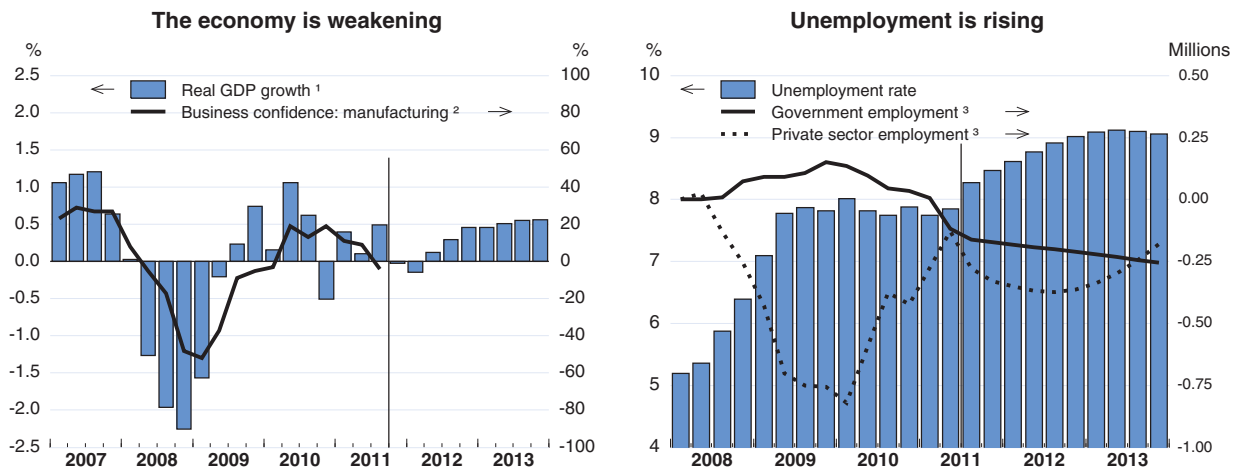 The economy is weakening
% %
2.5 100
Real GDP growth ¹
2.0 80
Business confidence: manufacturing ²
1.5 60
1.0 40
0.5 20
0.0 0
-0.5 -20
-1.0 -40
-1.5 -60
-2.0 -80
-2.5 -100
2007 2008 2009 2010 2011 2012 2013
Unemployment is rising
% Millions
10 0.50
Unemployment rate
Government employment ³
Private sector employment ³
9 0.25
8 0.00
7 -0.25
6 -0.50
5 -0.75
4 -1.00
2008 2009 2010 2011 2012 2013